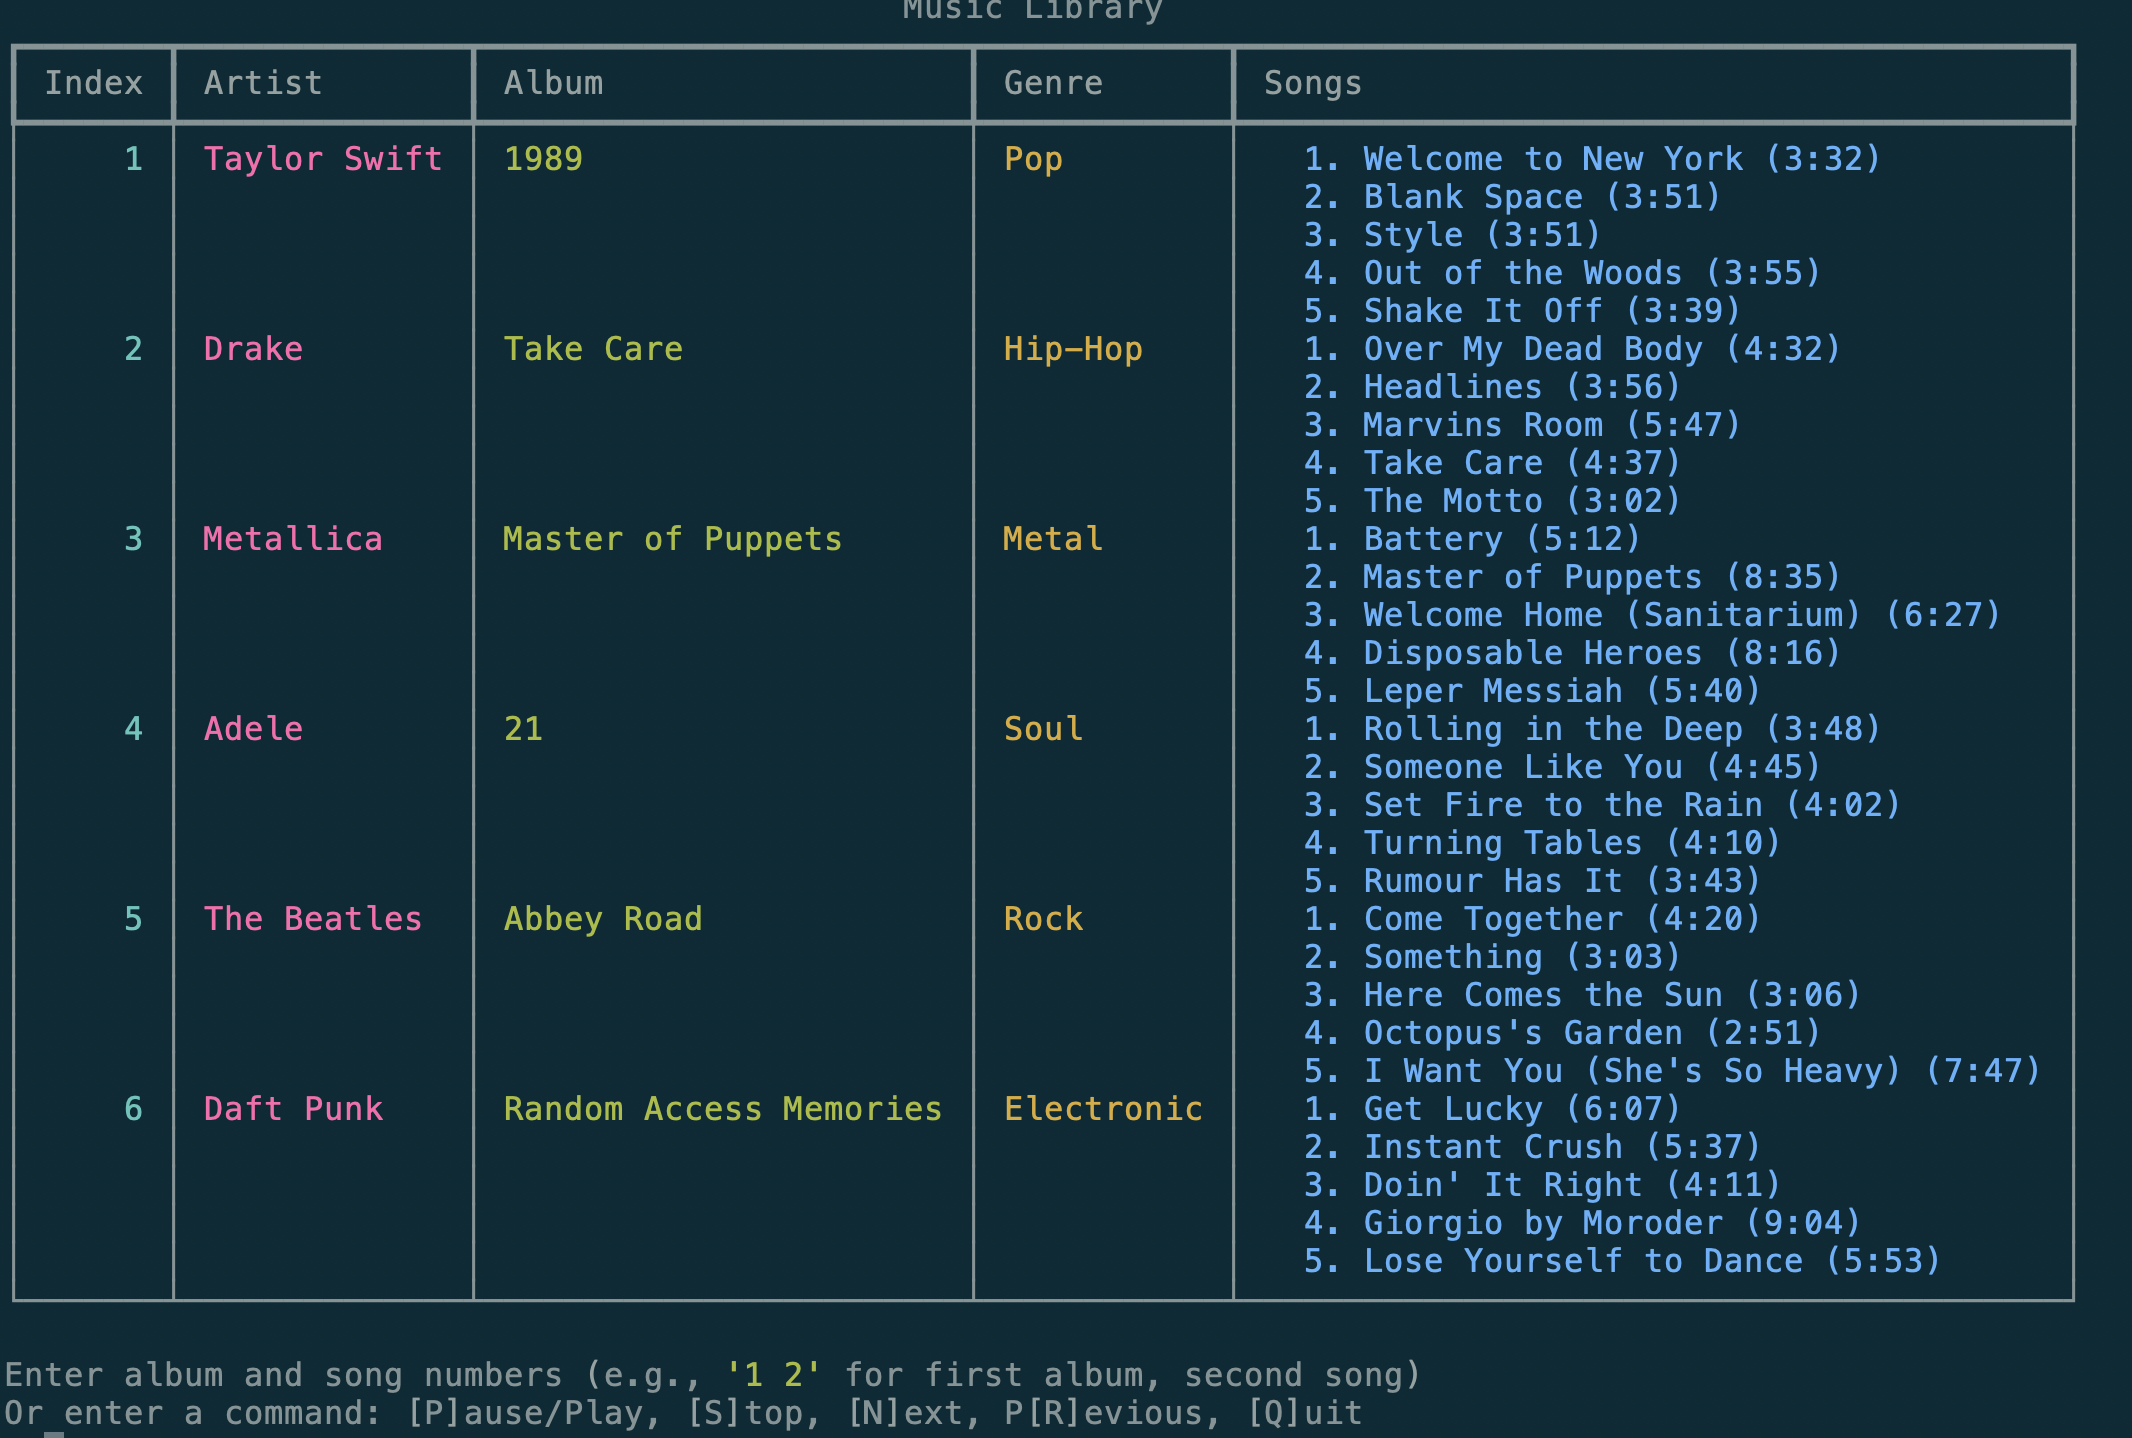 Music Library
Index Artist Album Genre Songs
1 Taylor Swift 1989 Pop 1. Welcome to New York (3:32)
2. Blank Space (3:51)
3. Style (3:51)
4. Out of the Woods (3:55)
5. Shake It Off (3:39)
2 Drake Take Care Hip-Hop 1. Over My Dead Body (4:32)
2. Headlines (3:56)
3. Marvins Room (5:47)
4. Take Care (4:37)
5. The Motto (3:02)
3 Metallica Master of Puppets Metal 1. Battery (5:12)
2. Master of Puppets (8:35)
3. Welcome Home (Sanitarium) (6:27)
4. Disposable Heroes (8:16)
5. Leper Messiah (5:40)
4 Adele 21 Soul 1. Rolling in the Deep (3:48)
2. Someone Like You (4:45)
3. Set Fire to the Rain (4:02)
4. Turning Tables (4:10)
5. Rumour Has It (3:43)
5 The Beatles Abbey Road Rock 1. Come Together (4:20)
2. Something (3:03)
3. Here Comes the Sun (3:06)
4. Octopus's Garden (2:51)
5. I Want You (She's So Heavy) (7:47)
6 Daft Punk Random Access Memories Electronic 1. Get Lucky (6:07)
2. Instant Crush (5:37)
3. Doin' It Right (4:11)
4. Giorgio by Moroder (9:04)
5. Lose Yourself to Dance (5:53)
Enter album and song numbers (e.g., '1 2' for first album, second song)
Or enter a command: [P]ause/Play, [S]top, [N]ext, P[R]evious, [Q]uit